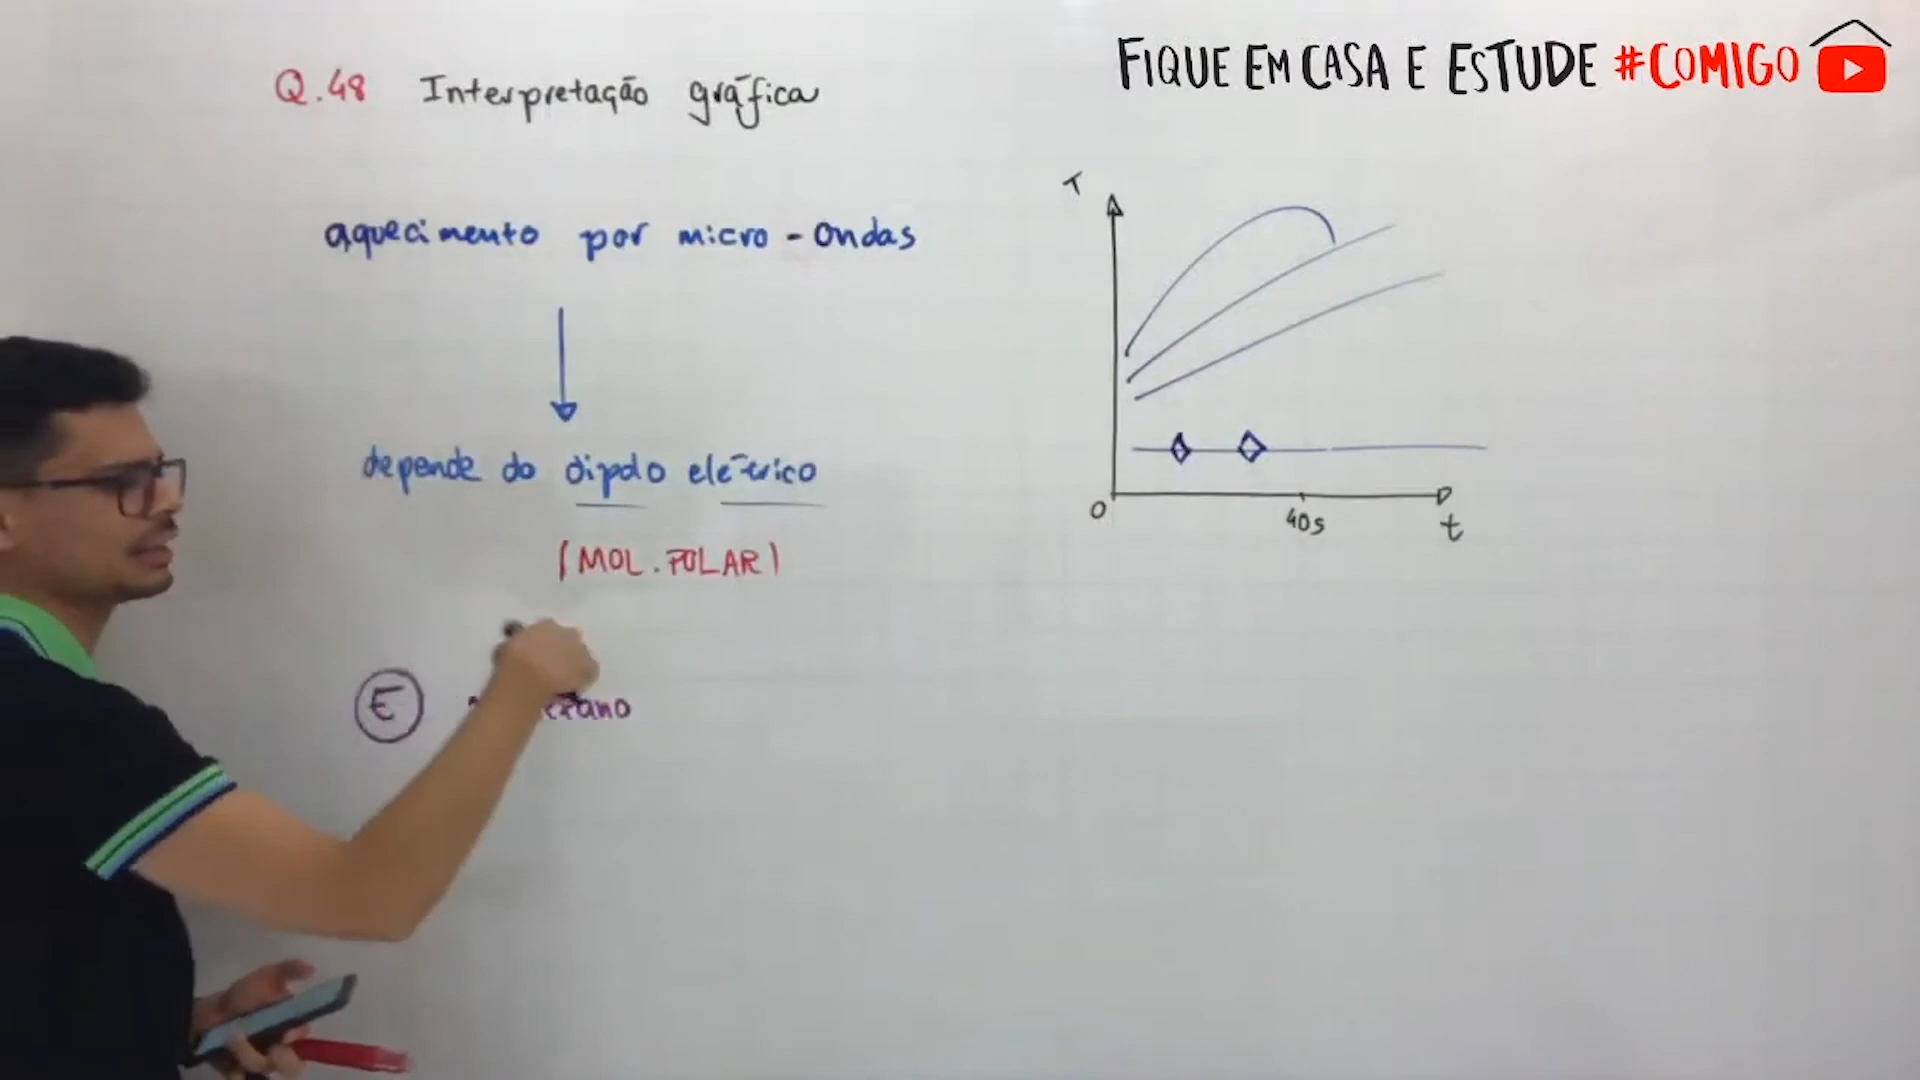 FIQUE EM CASA E ESTUDE #COMIGO
Q.48 Interpretação gráfica
aquecimento por micro-ondas
depende do dipolo elétrico
(MOL. POLAR)
E
T
0
40s
t